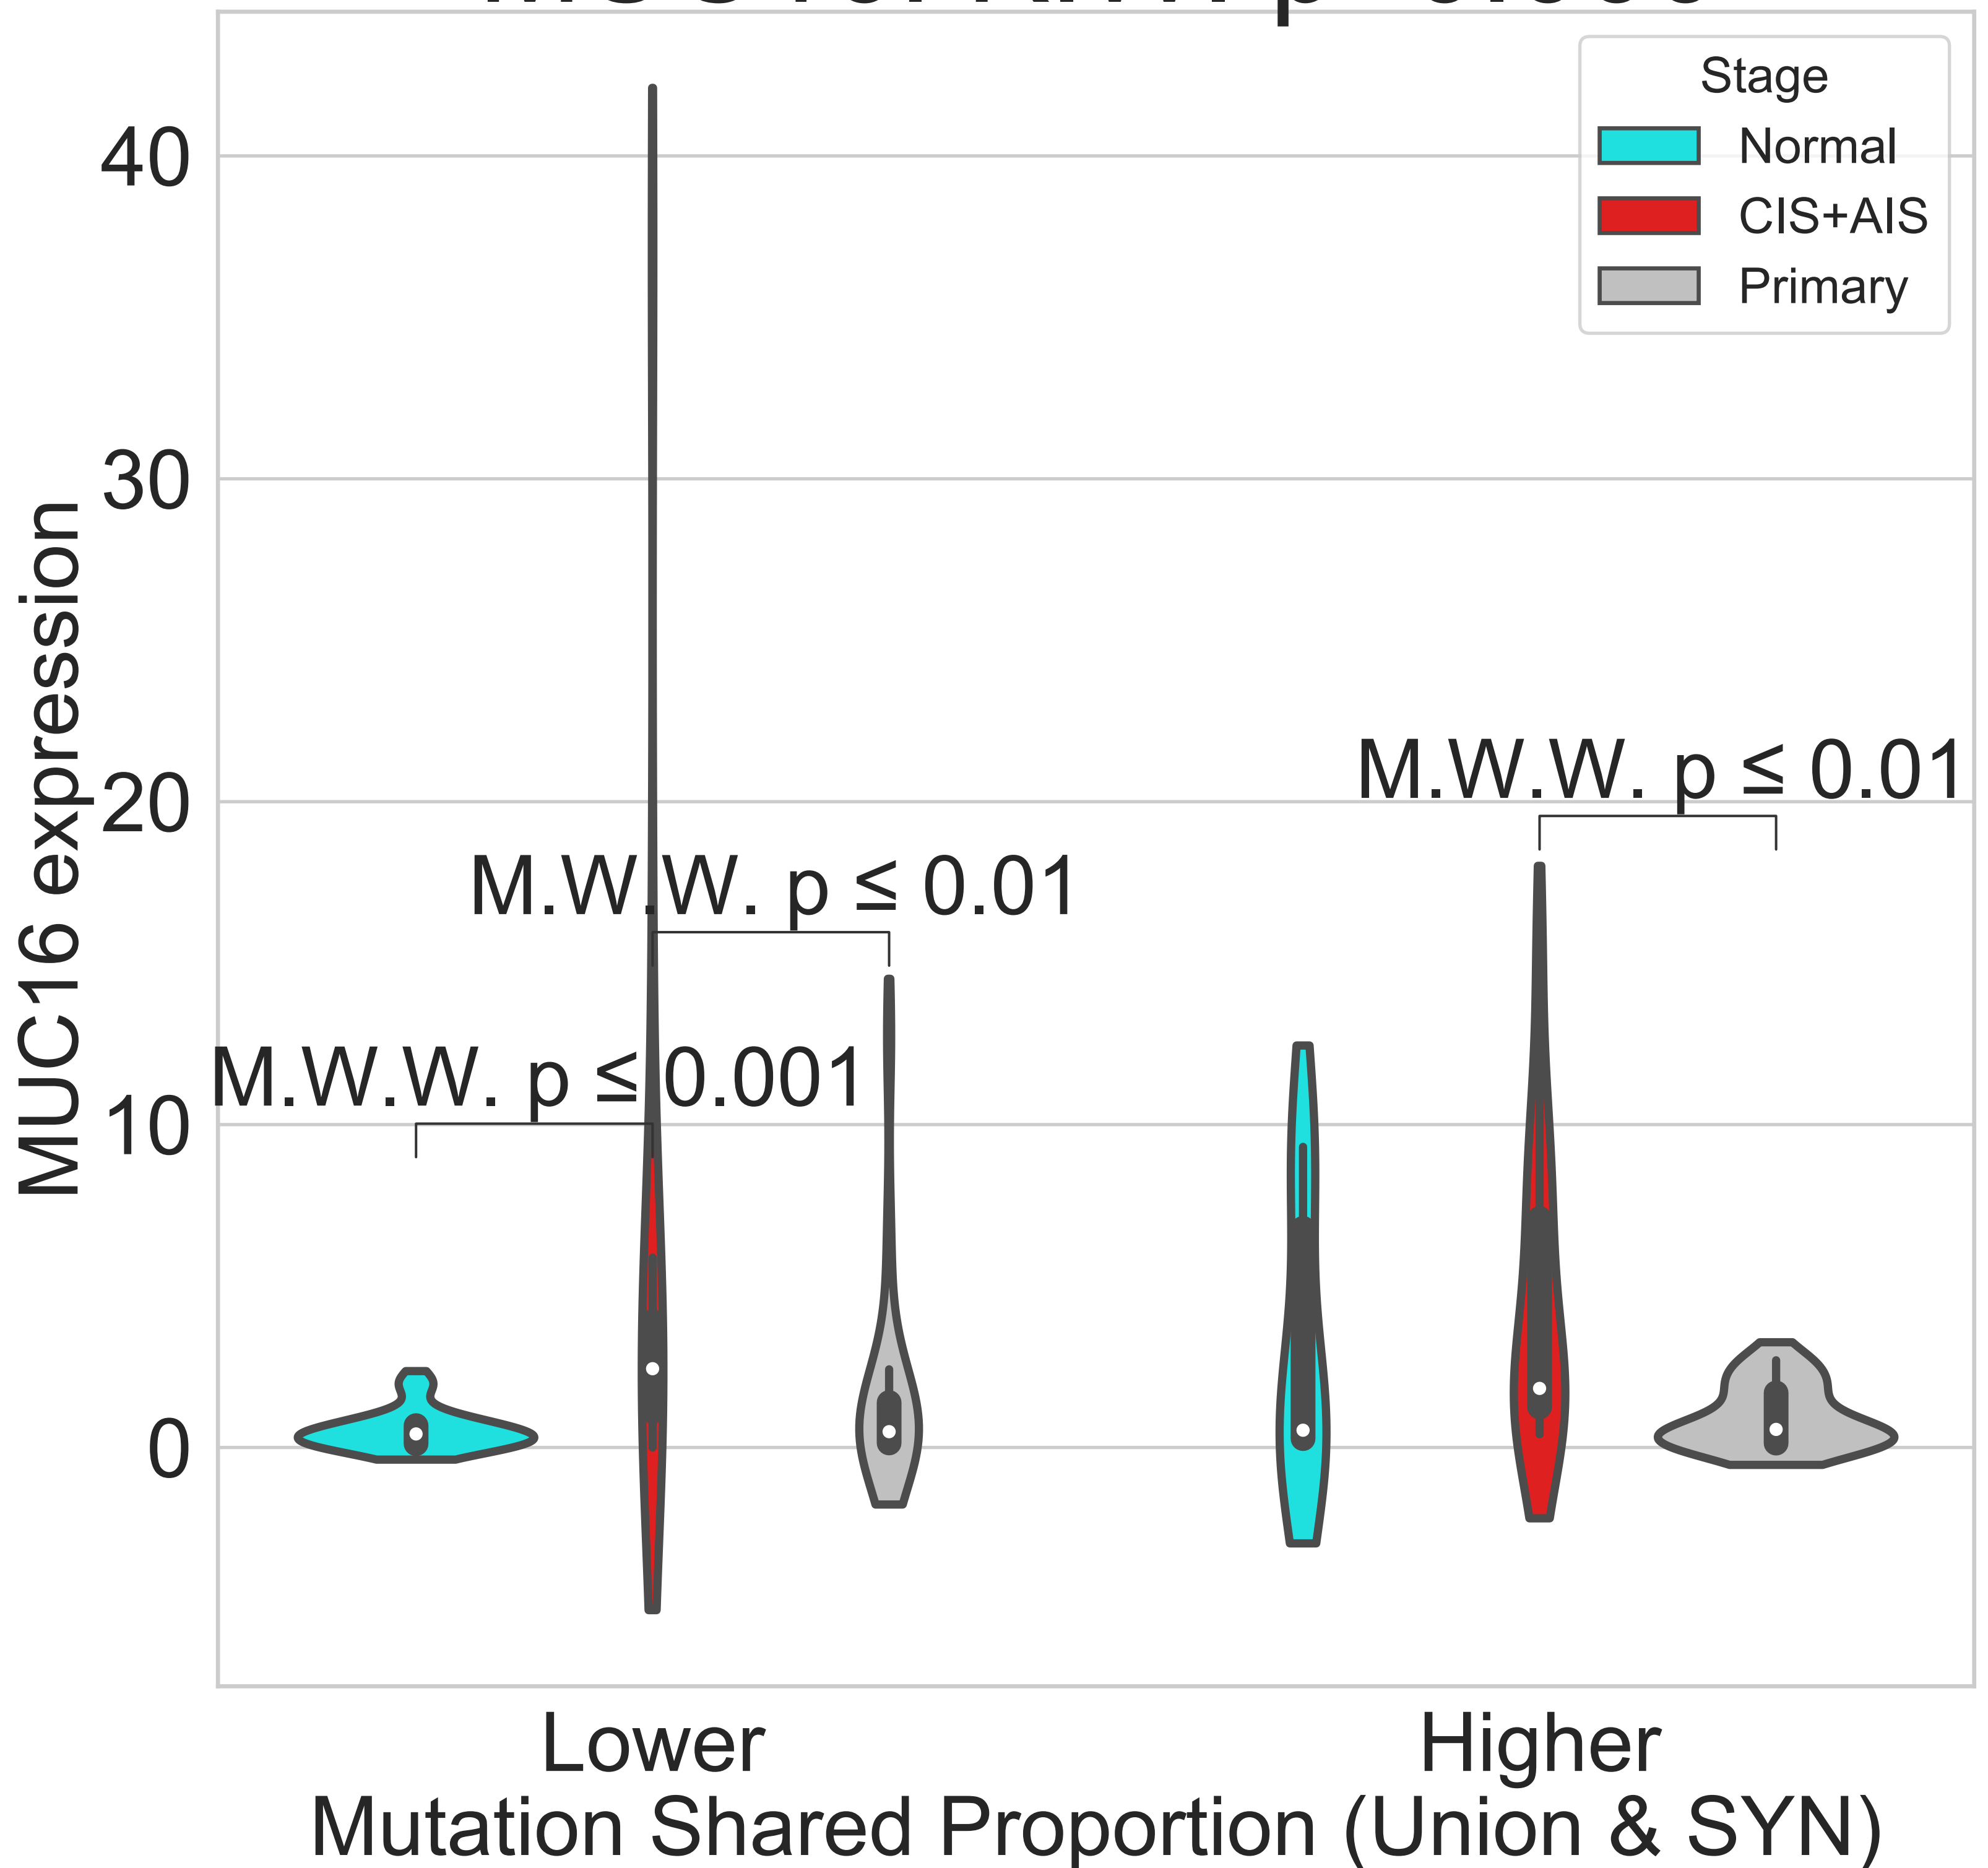 Stage
Normal
CIS+AIS
Primary
40
30
20
10
0
MUC16 expression
M.W.W. p ≤ 0.01
M.W.W. p ≤ 0.01
M.W.W. p ≤ 0.001
Lower
Higher
Mutation Shared Proportion (Union & SYN)